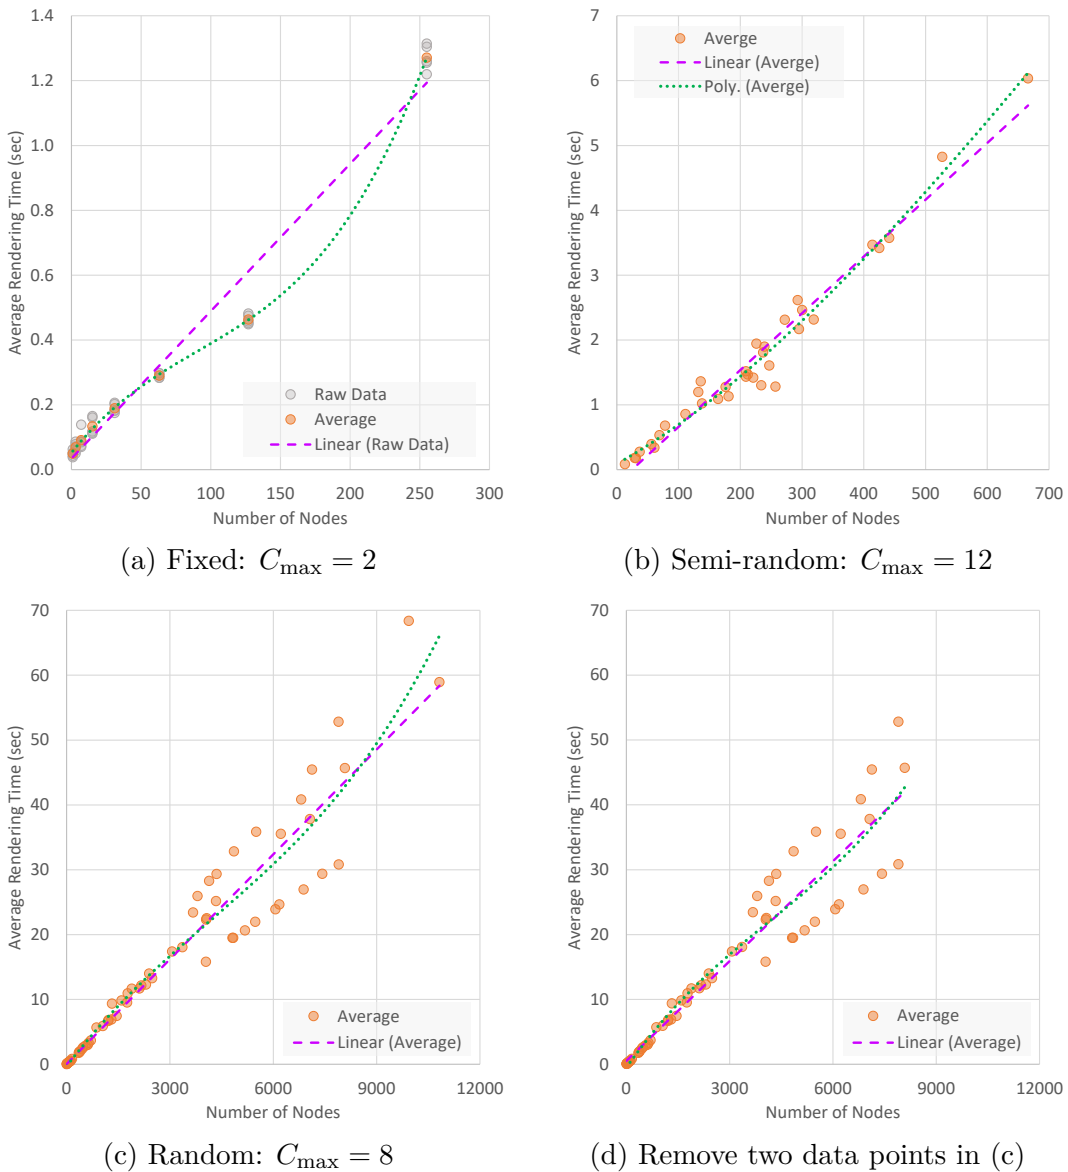 Average Rendering Time (sec)
1.4
1.2
1.0
0.8
0.6
0.4
0.2
0.0
Raw Data
Average
Linear (Raw Data)
0 50 100 150 200 250 300
Number of Nodes
(a) Fixed: C_max = 2
Average Rendering Time (sec)
7
6
5
4
3
2
1
0
Averge
Linear (Averge)
Poly. (Averge)
0 100 200 300 400 500 600 700
Number of Nodes
(b) Semi-random: C_max = 12
Average Rendering Time (sec)
70
60
50
40
30
20
10
0
Average
Linear (Average)
0 3000 6000 9000 12000
Number of Nodes
(c) Random: C_max = 8
Average Rendering Time (sec)
70
60
50
40
30
20
10
0
Average
Linear (Average)
0 3000 6000 9000 12000
Number of Nodes
(d) Remove two data points in (c)